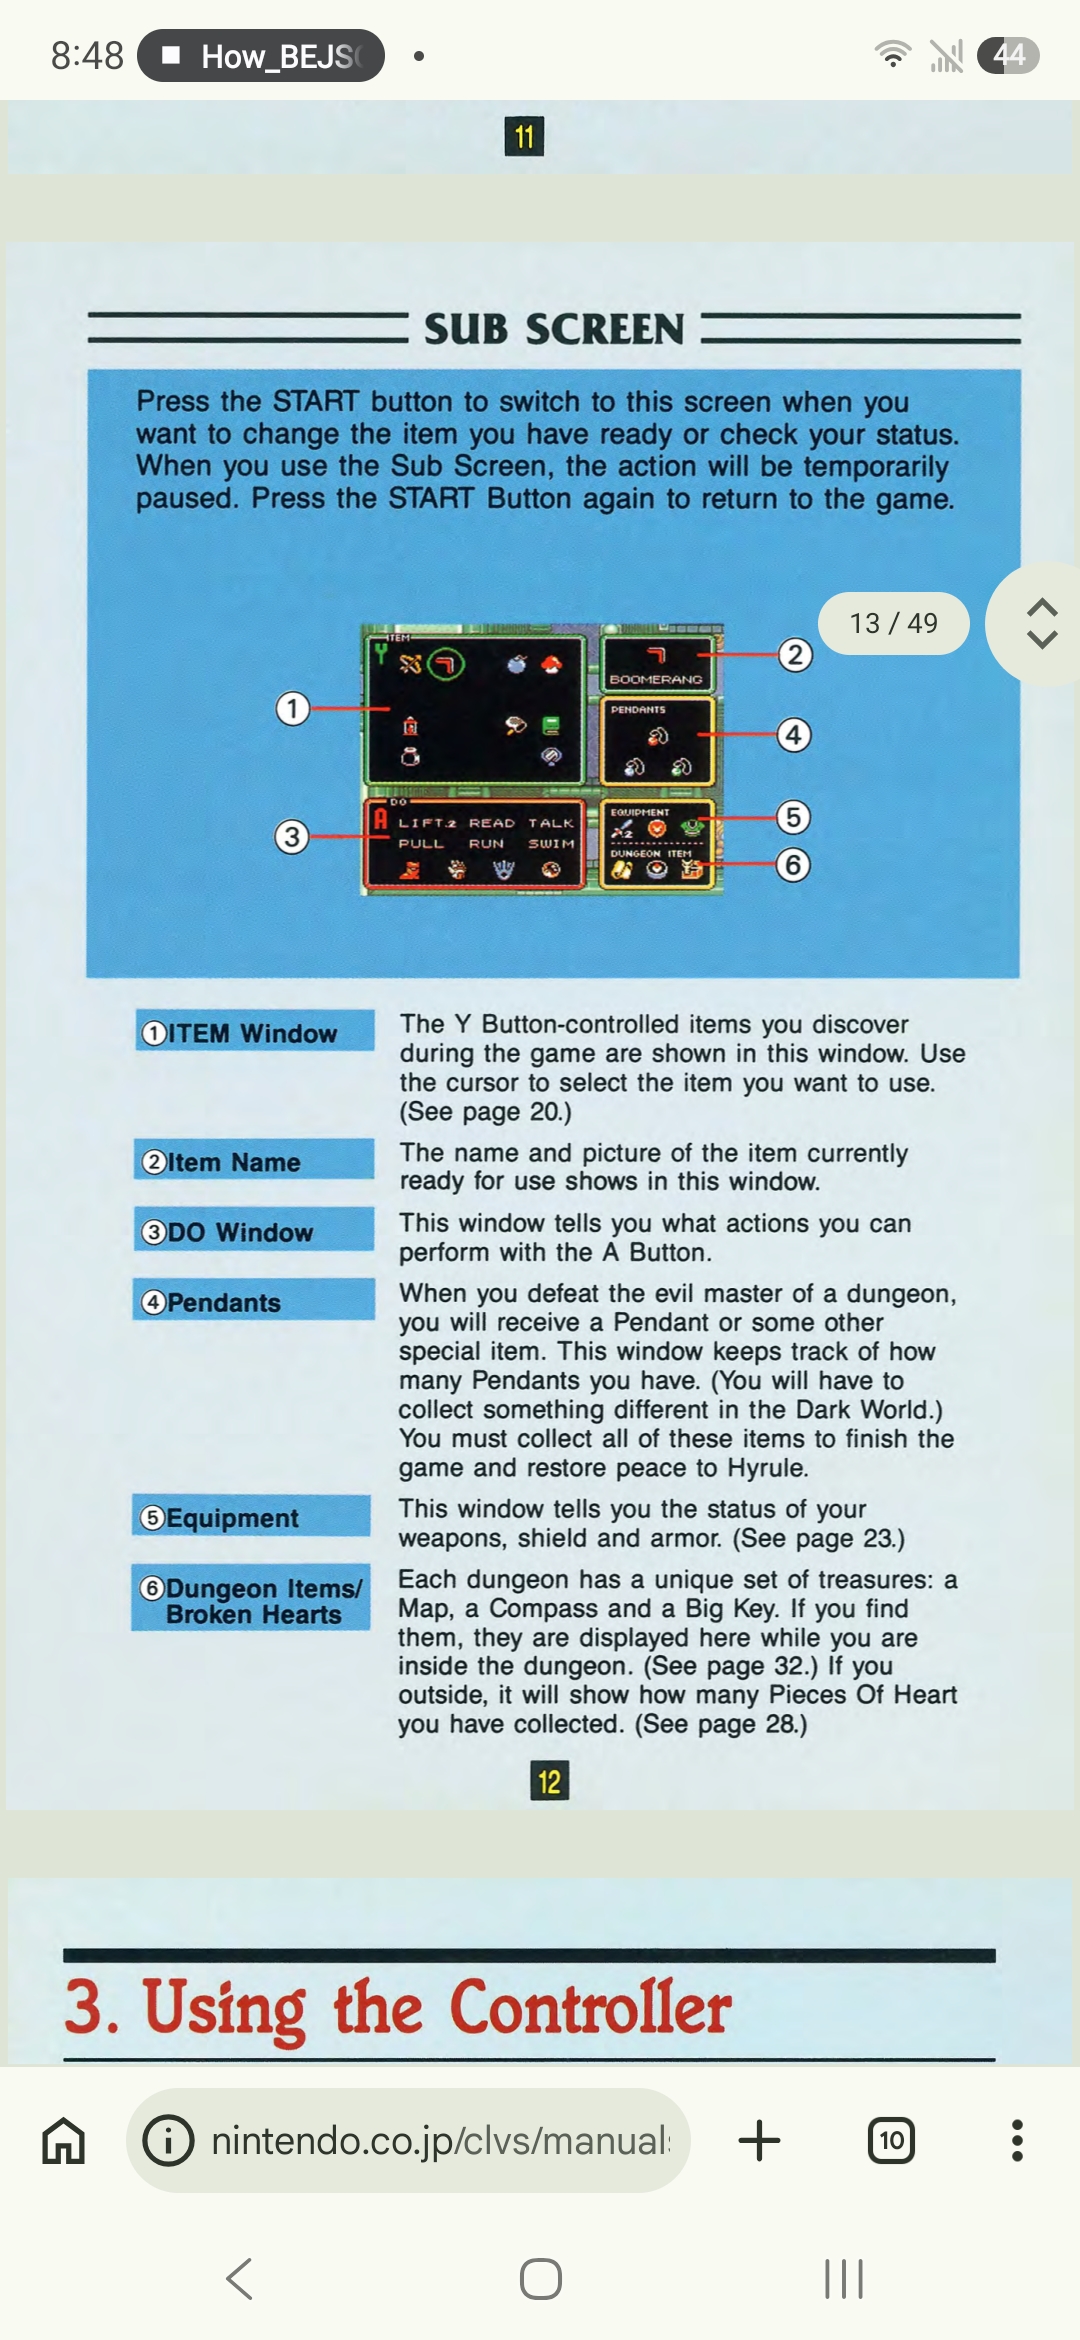 8:48 How_BEJS
44
11
SUB SCREEN
Press the START button to switch to this screen when you
want to change the item you have ready or check your status.
When you use the Sub Screen, the action will be temporarily
paused. Press the START Button again to return to the game.
13 / 49
ITEM
Y
BOOMERANG
PENDANTS
DO
A
LIFT.2 READ TALK
PULL RUN SWIM
EQUIPMENT
DUNGEON ITEM
1
2
3
4
5
6
①ITEM Window
The Y Button-controlled items you discover
during the game are shown in this window. Use
the cursor to select the item you want to use.
(See page 20.)
②Item Name
The name and picture of the item currently
ready for use shows in this window.
③DO Window
This window tells you what actions you can
perform with the A Button.
④Pendants
When you defeat the evil master of a dungeon,
you will receive a Pendant or some other
special item. This window keeps track of how
many Pendants you have. (You will have to
collect something different in the Dark World.)
You must collect all of these items to finish the
game and restore peace to Hyrule.
⑤Equipment
This window tells you the status of your
weapons, shield and armor. (See page 23.)
⑥Dungeon Items/
Broken Hearts
Each dungeon has a unique set of treasures: a
Map, a Compass and a Big Key. If you find
them, they are displayed here while you are
inside the dungeon. (See page 32.) If you
outside, it will show how many Pieces Of Heart
you have collected. (See page 28.)
12
3. Using the Controller
nintendo.co.jp/clvs/manual
10